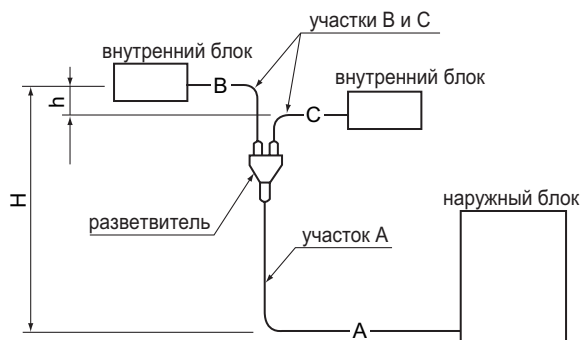 участки B и C
внутренний блок
внутренний блок
B
h
C
H
разветвитель
наружный блок
участок A
A